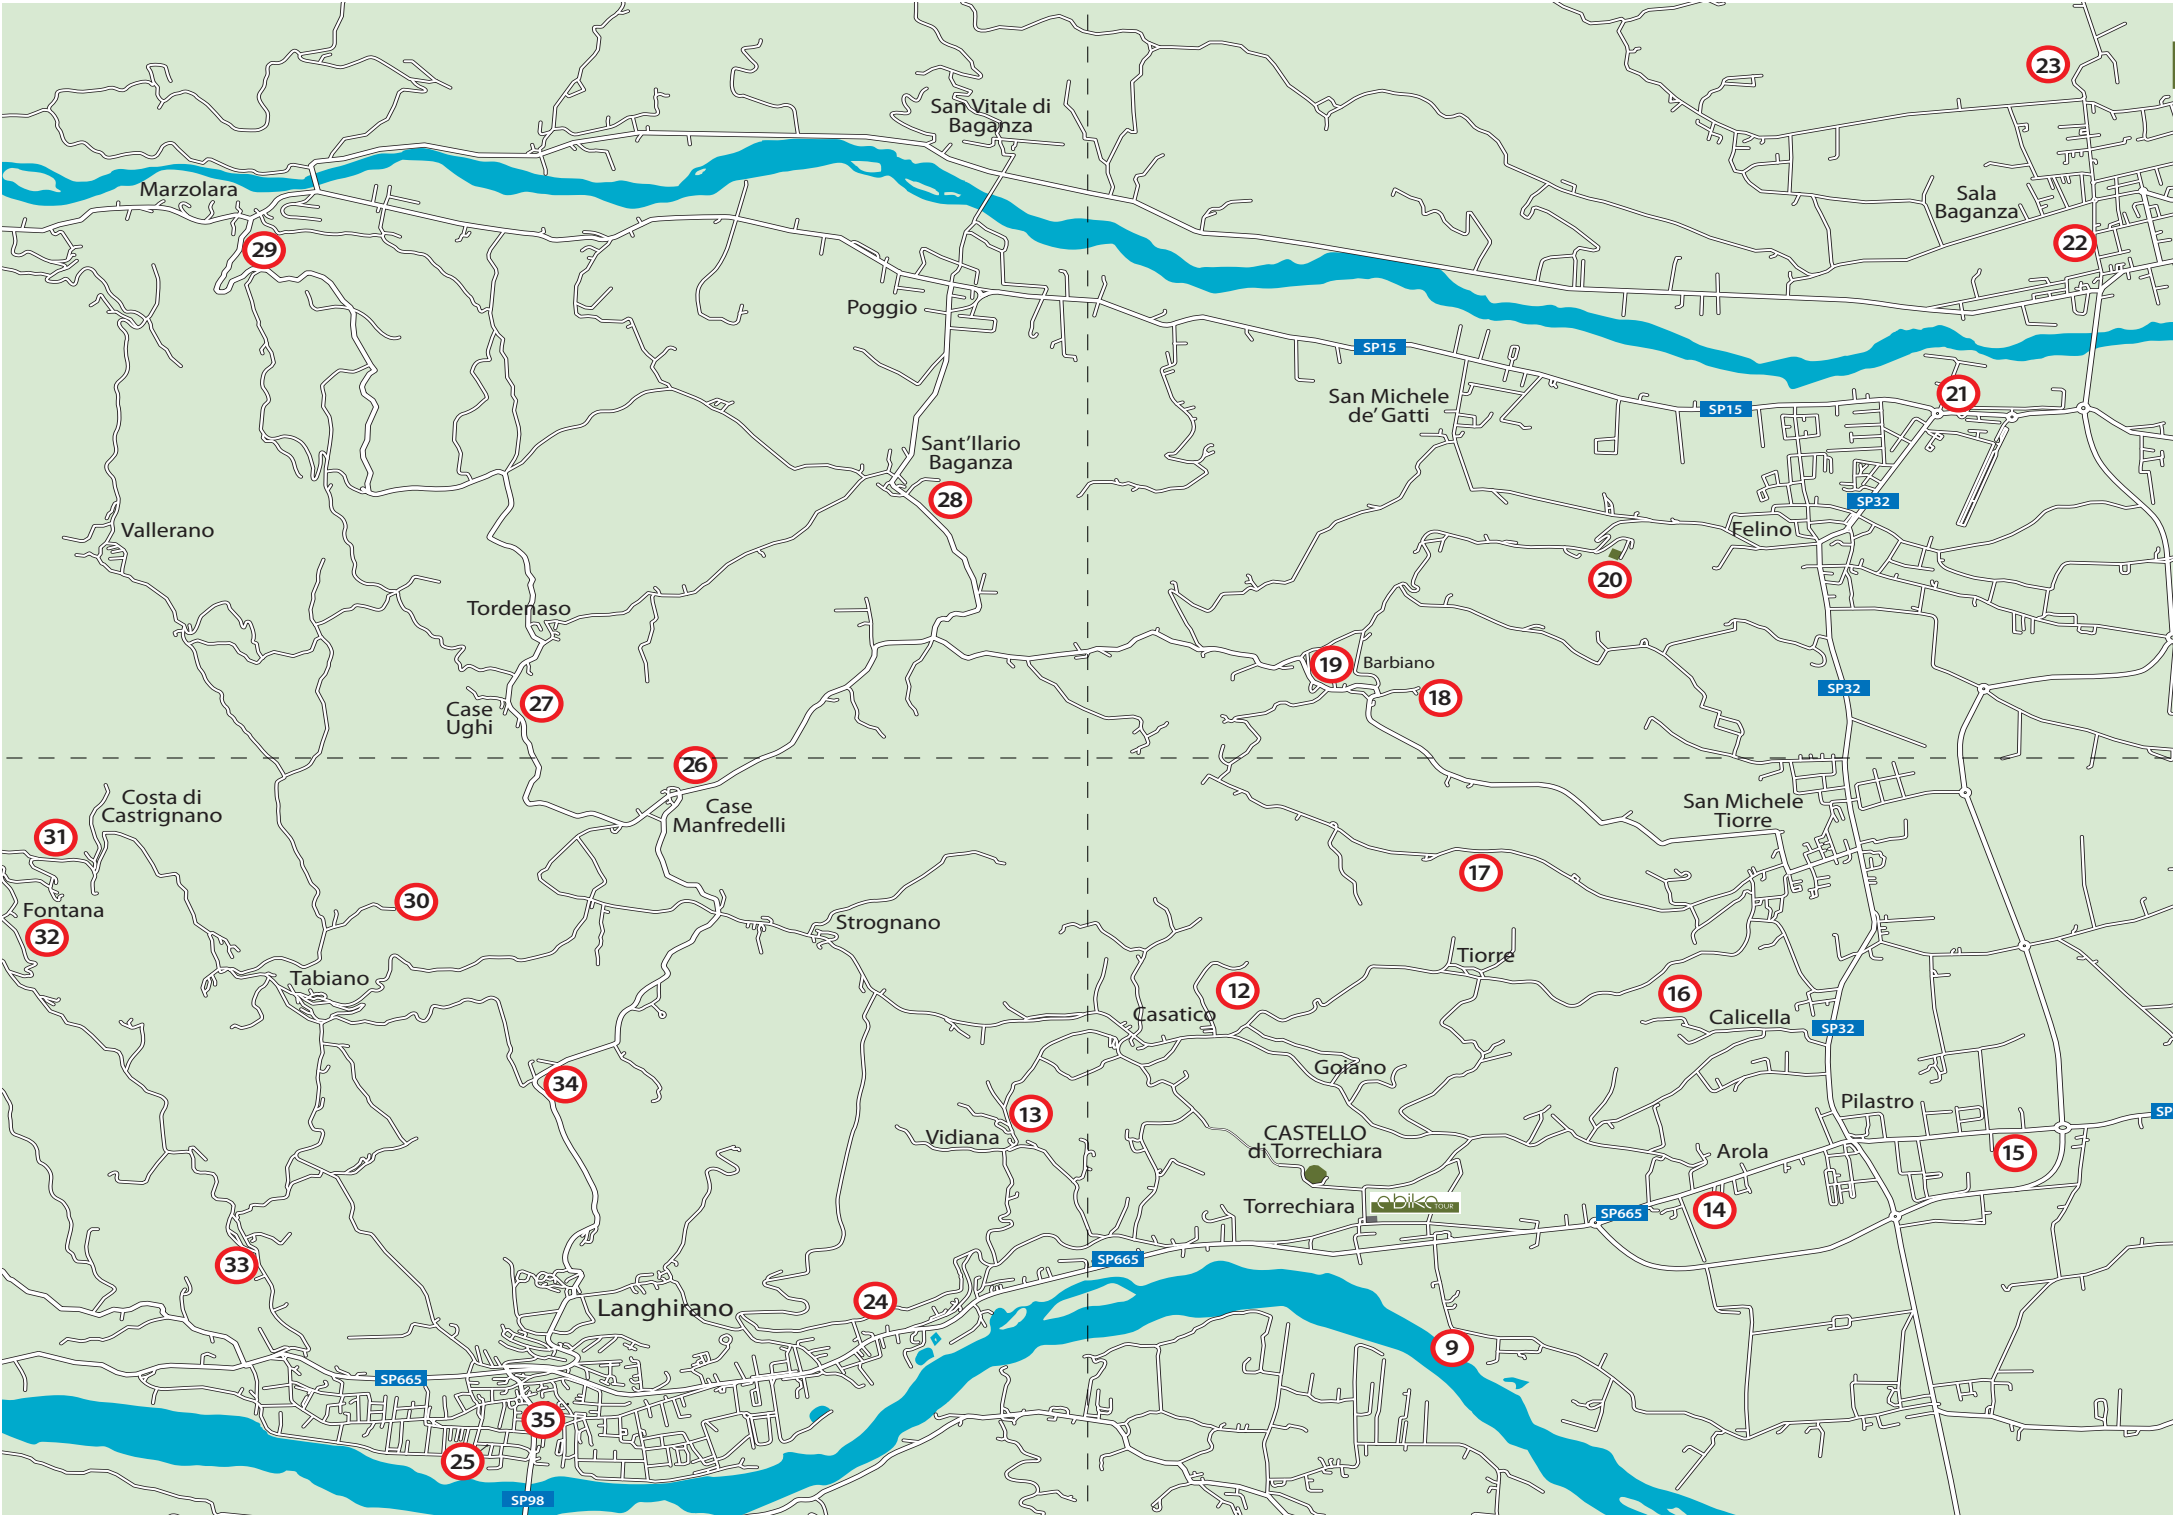 23
San Vitale di
Baganza
Marzolara
Sala
Baganza
22
29
Poggio
SP15
San Michele
de' Gatti
SP15
21
Sant'Ilario
Baganza
28
SP32
Vallerano
Felino
20
Tordenaso
19
Barbiano
18
SP32
27
Case
Ughi
26
Costa di
Castrignano
31
Case
Manfredelli
San Michele
Tiorre
17
30
Fontana
32
Strognano
Tiorre
Tabiano
12
16
Casatico
Calicella
SP32
34
Goiano
13
Vidiana
CASTELLO
di Torrechiara
Pilastro
SP
Arola
15
Torrechiara
e-bike
TOUR
SP665
14
33
SP665
24
Langhirano
9
SP665
35
25
SP98